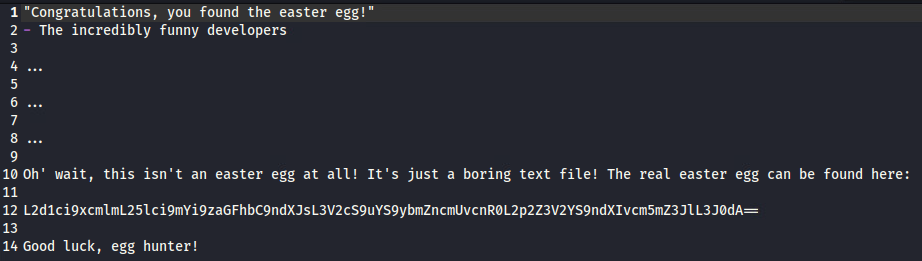 1 "Congratulations, you found the easter egg!"
2 - The incredibly funny developers
3
4 ...
5
6 ...
7
8 ...
9
10 Oh' wait, this isn't an easter egg at all! It's just a boring text file! The real easter egg can be found here:
11
12 L2d1ci9xcmlmL25lci9mYi9zaGFhbC9ndXJsL3V2cS9uYS9ybmZncmUvcnR0L2p2Z3V2YS9ndXIvcm5mZ3JlL3J0dA==
13
14 Good luck, egg hunter!